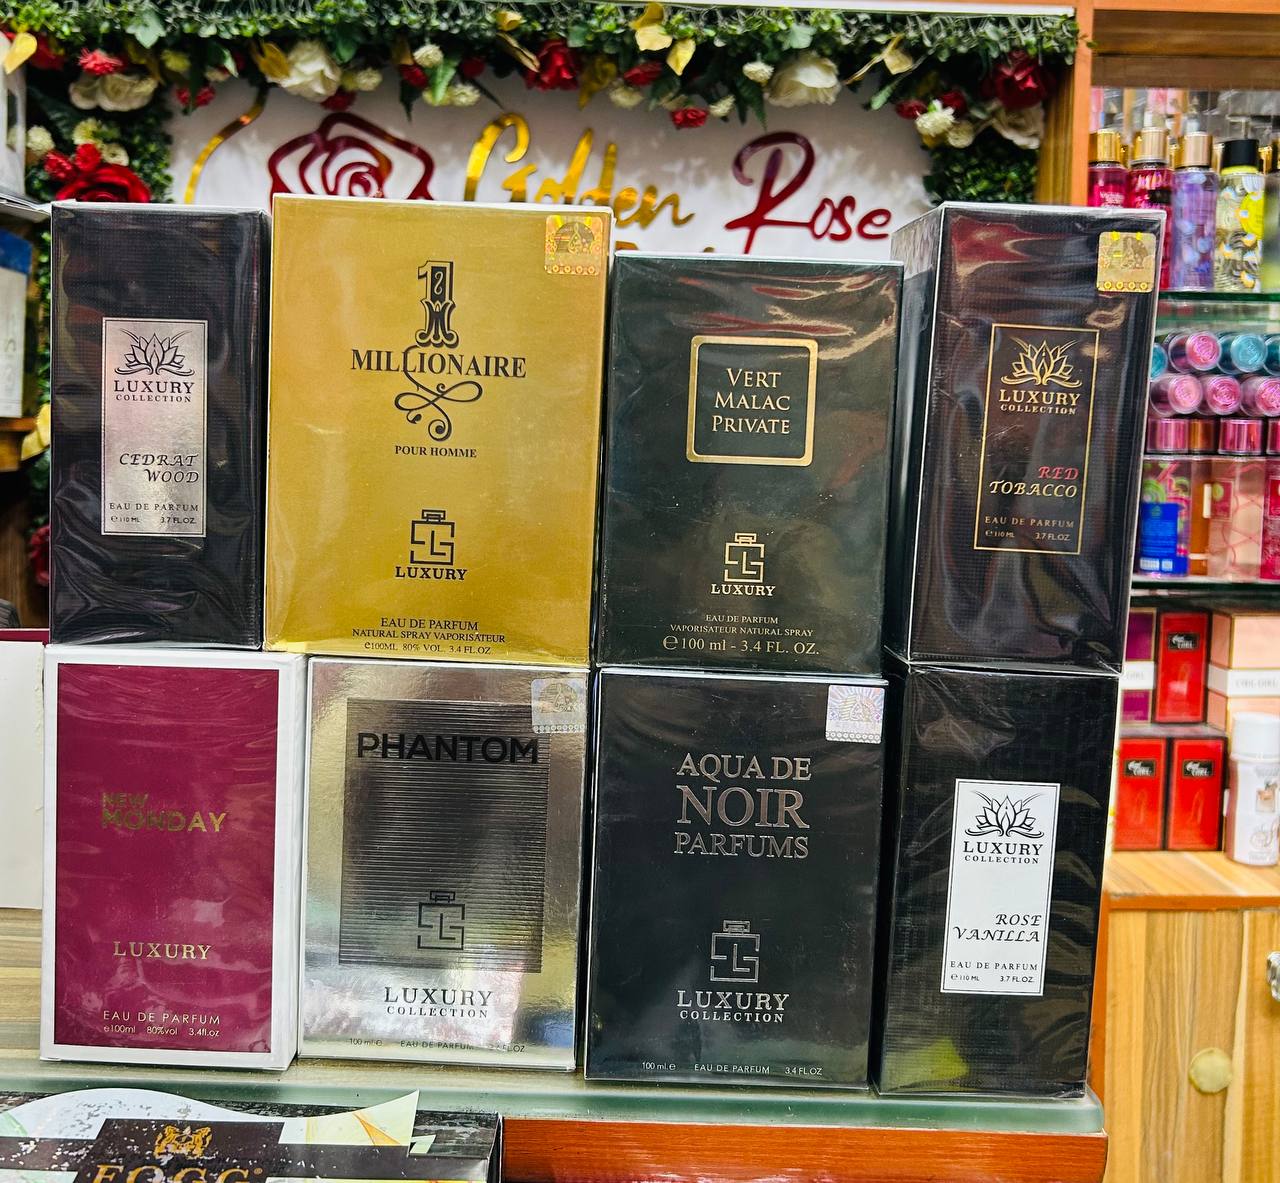 Golden Rose
LUXURY
COLLECTION
CEDRAT
WOOD
EAU DE PARFUM
℮ 110 ML 3.7 FL.OZ.
1
MILLIONAIRE
POUR HOMME
LUXURY
EAU DE PARFUM
NATURAL SPRAY VAPORISATEUR
℮100ML 80% VOL. 3.4 FL.OZ.
VERT
MALAC
PRIVATE
LUXURY
EAU DE PARFUM
VAPORISATEUR NATURAL SPRAY
℮ 100 ml - 3.4 FL. OZ.
LUXURY
COLLECTION
RED
TOBACCO
EAU DE PARFUM
℮ 110 ML 3.7 FL.OZ.
NEW
MONDAY
LUXURY
EAU DE PARFUM
℮100ml 80%vol 3.4fl.oz
PHANTOM
LUXURY
COLLECTION
100 ml ℮ EAU DE PARFUM
AQUA DE
NOIR
PARFUMS
LUXURY
COLLECTION
100 ml ℮ EAU DE PARFUM 3.4 FL.OZ
LUXURY
COLLECTION
ROSE
VANILLA
EAU DE PARFUM
℮ 110 ML 3.7 FL.OZ.
FOGG